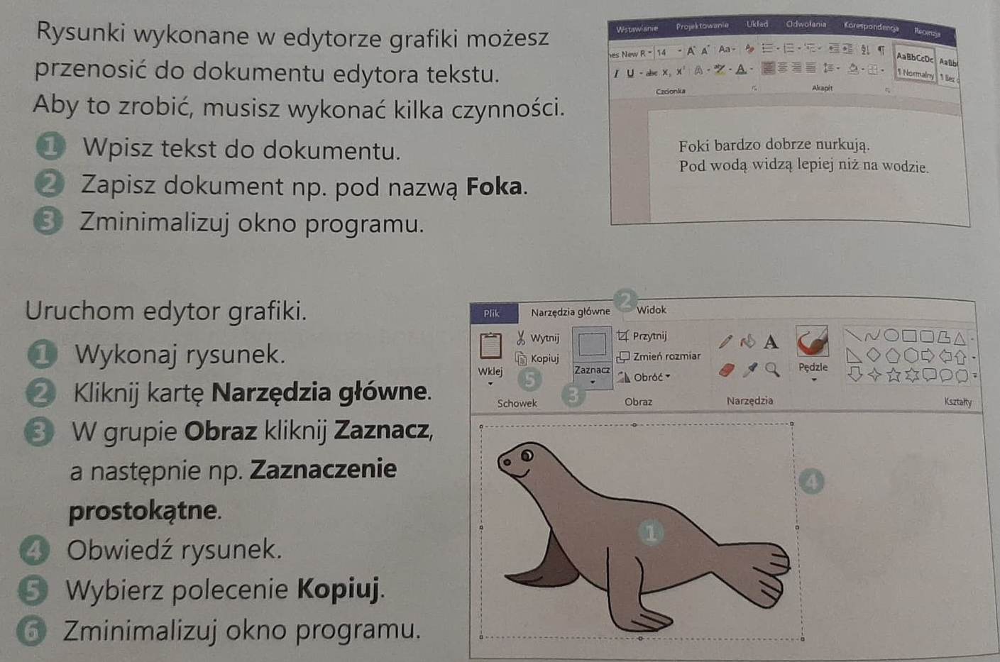 Rysunki wykonane w edytorze grafiki możesz
przenosić do dokumentu edytora tekstu.
Aby to zrobić, musisz wykonać kilka czynności.
1 Wpisz tekst do dokumentu.
2 Zapisz dokument np. pod nazwą Foka.
3 Zminimalizuj okno programu.
Wstawianie Projektowanie Układ Odwołania Korespondencja Recenzja
nes New R 14 A A Aa
I U abc X₂ X² A A
AaBbCcDc AaBb
¶ Normalny ¶ Bez
Czcionka Akapit
Foki bardzo dobrze nurkują.
Pod wodą widzą lepiej niż na wodzie.
Uruchom edytor grafiki.
1 Wykonaj rysunek.
2 Kliknij kartę Narzędzia główne.
3 W grupie Obraz kliknij Zaznacz,
a następnie np. Zaznaczenie
prostokątne.
4 Obwiedź rysunek.
5 Wybierz polecenie Kopiuj.
6 Zminimalizuj okno programu.
2
Plik Narzędzia główne Widok
Wytnij Przytnij
Kopiuj Zmień rozmiar A
Wklej Zaznacz Obróć Pędzle
5 3
Schowek Obraz Narzędzia Kształty
4
1